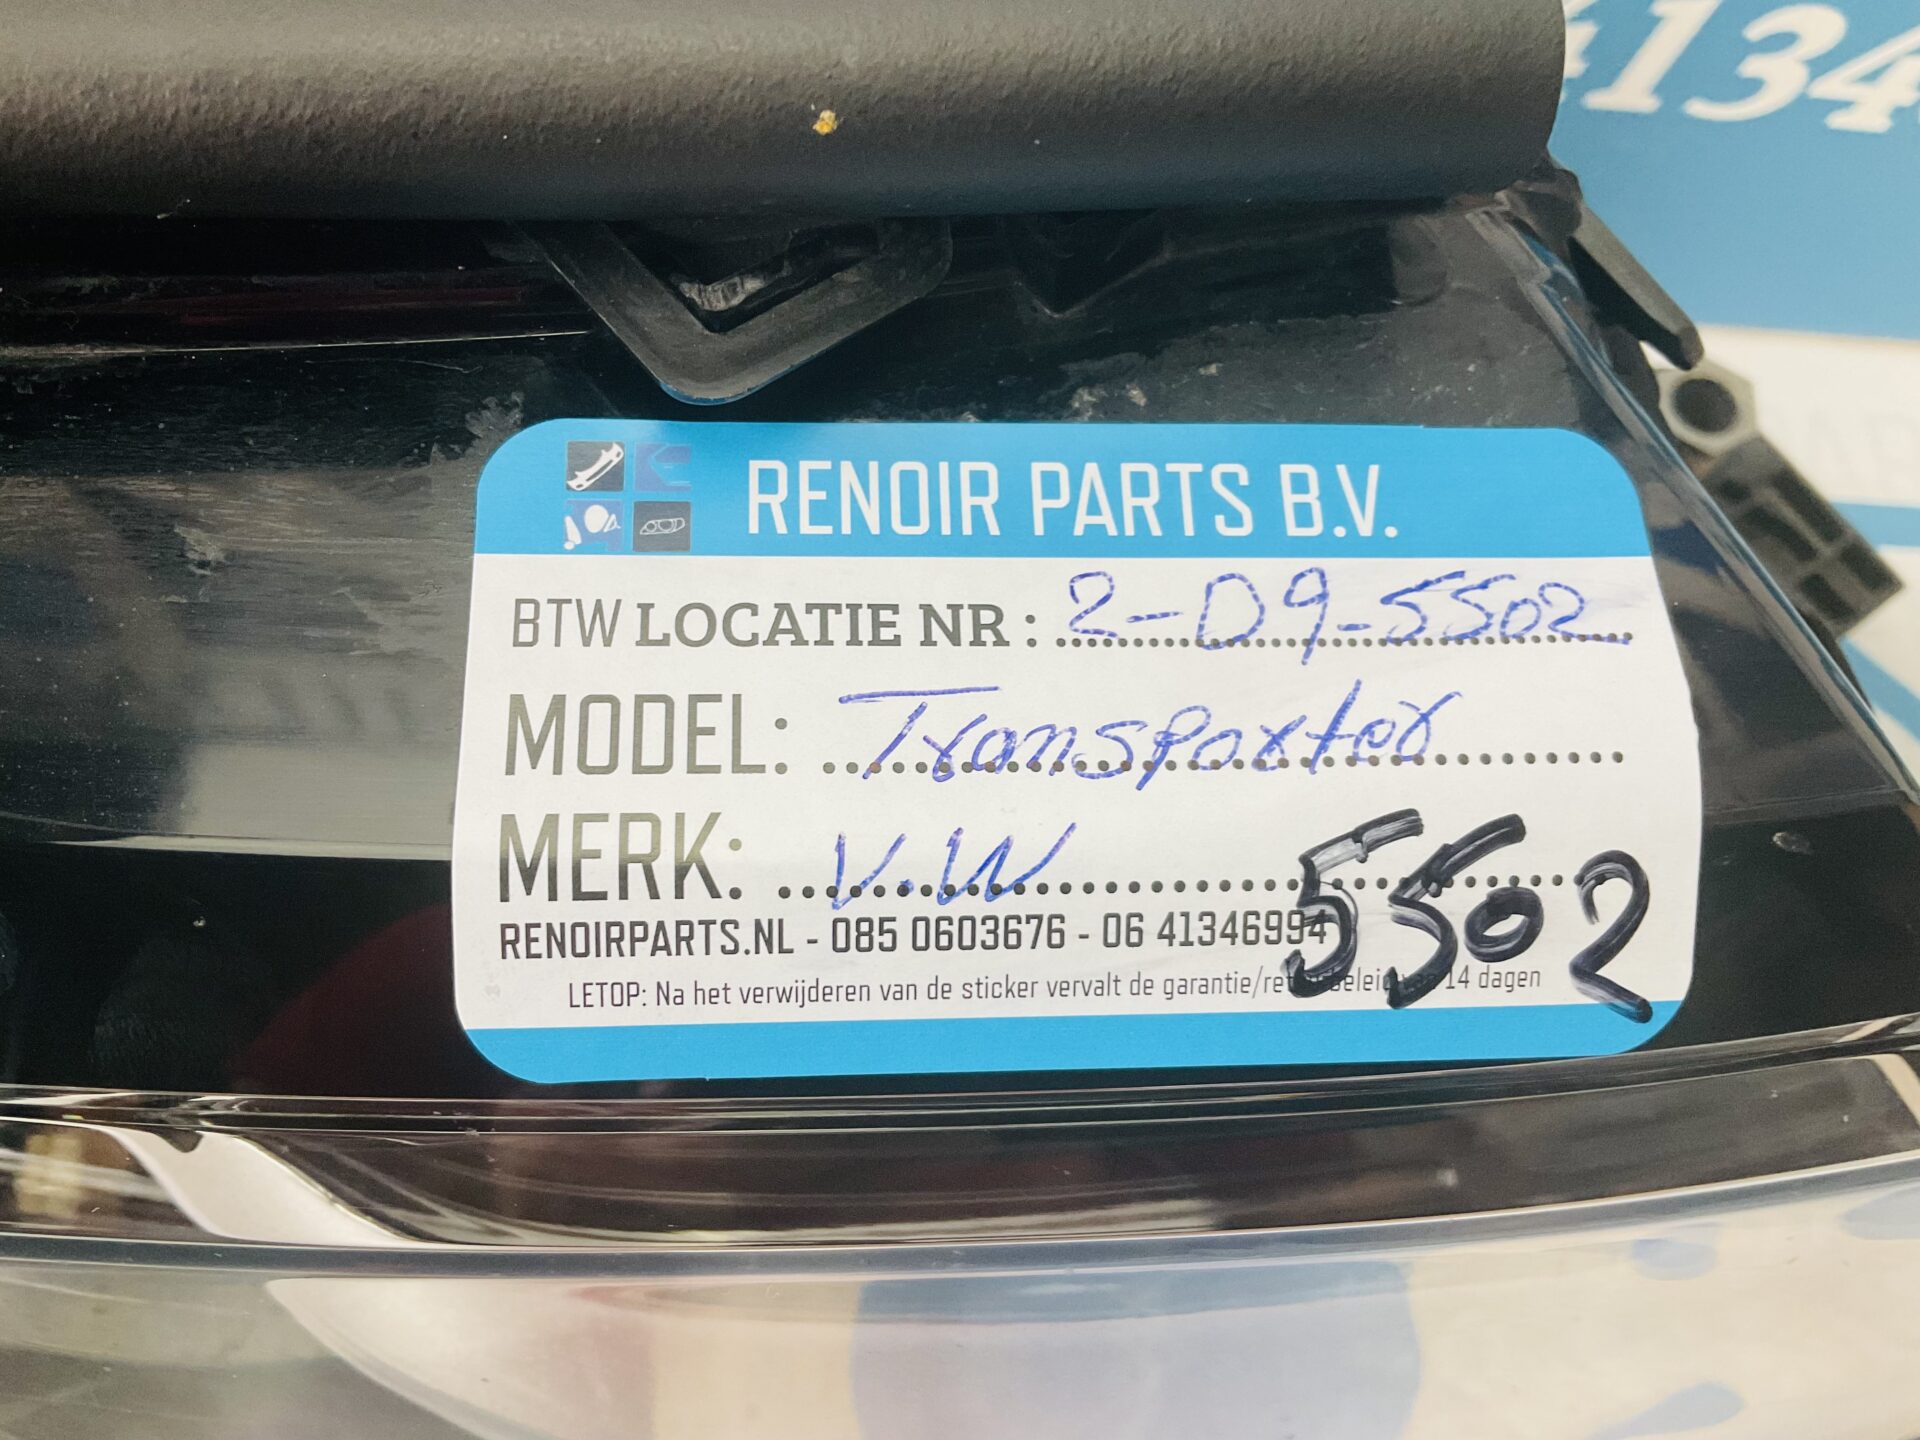 RENOIR PARTS B.V.
BTW LOCATIE NR : 2-D9-5502
MODEL: Transporter
MERK: V.W
5502
RENOIRPARTS.NL - 085 0603676 - 06 41346994
LETOP: Na het verwijderen van de sticker vervalt de garantie/ 14 dagen